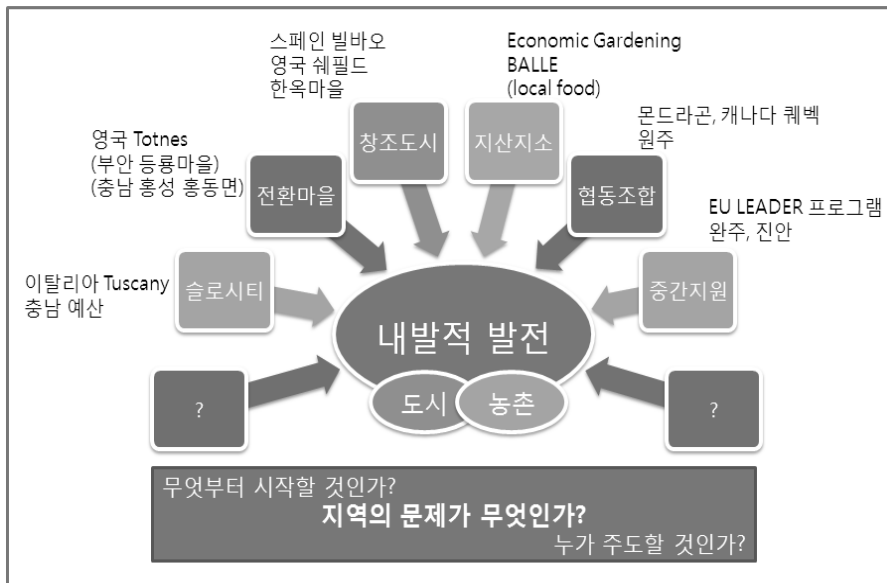 스페인 빌바오
영국 쉐필드
한옥마을
Economic Gardening
BALLE
(local food)
영국 Totnes
(부안 등룡마을)
(충남 홍성 홍동면)
몬드라곤, 캐나다 퀘벡
원주
창조도시
지산지소
전환마을
협동조합
EU LEADER 프로그램
완주, 진안
이탈리아 Tuscany
충남 예산
슬로시티
중간지원
내발적 발전
도시
농촌
?
?
무엇부터 시작할 것인가?
지역의 문제가 무엇인가?
누가 주도할 것인가?